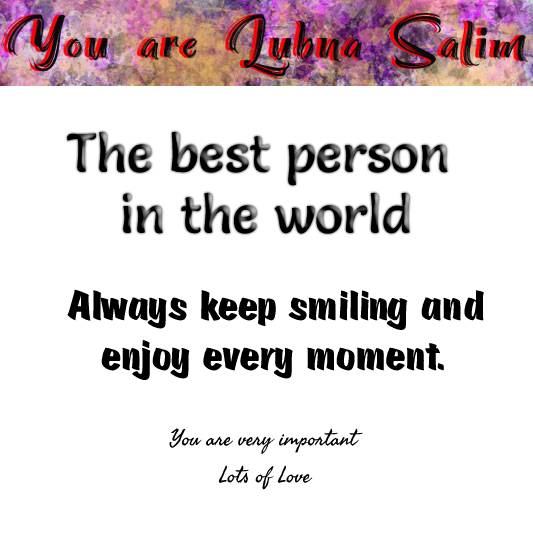 You are Lubna Salim
The best person
in the world
Always keep smiling and
enjoy every moment.
You are very important
Lots of Love